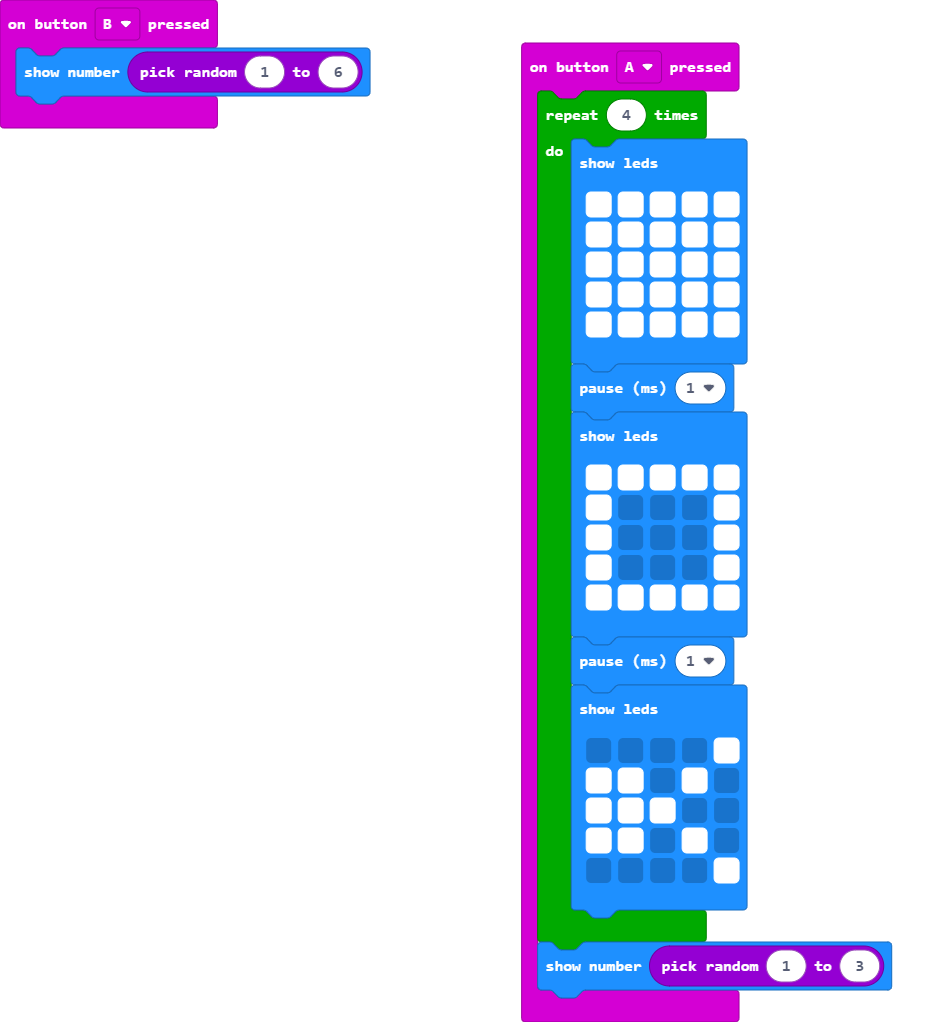 on button B pressed
show number pick random 1 to 6
on button A pressed
repeat 4 times
do
show leds
pause (ms) 1
show leds
pause (ms) 1
show leds
show number pick random 1 to 3